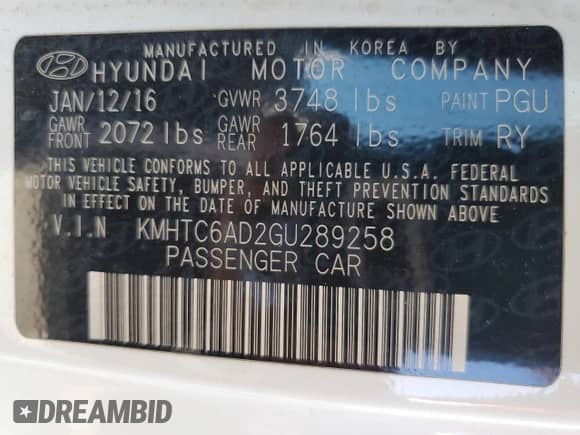 MANUFACTURED IN KOREA BY
HYUNDAI MOTOR COMPANY
JAN/12/16 GVWR 3748 lbs PAINT PGU
GAWR FRONT 2072 lbs GAWR REAR 1764 lbs TRIM RY
THIS VEHICLE CONFORMS TO ALL APPLICABLE U.S.A. FEDERAL
MOTOR VEHICLE SAFETY, BUMPER, AND THEFT PREVENTION STANDARDS
IN EFFECT ON THE DATE OF MANUFACTURE SHOWN ABOVE
V.I.N KMHTC6AD2GU289258
PASSENGER CAR
DREAMBID